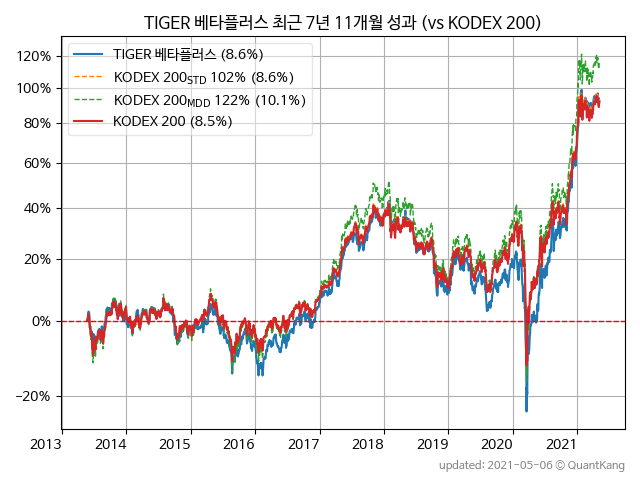 TIGER 베타플러스 최근 7년 11개월 성과 (vs KODEX 200)
TIGER 베타플러스 (8.6%)
KODEX 200STD 102% (8.6%)
KODEX 200MDD 122% (10.1%)
KODEX 200 (8.5%)
120%
100%
80%
60%
40%
20%
0%
−20%
2013 2014 2015 2016 2017 2018 2019 2020 2021
updated: 2021-05-06 © QuantKang